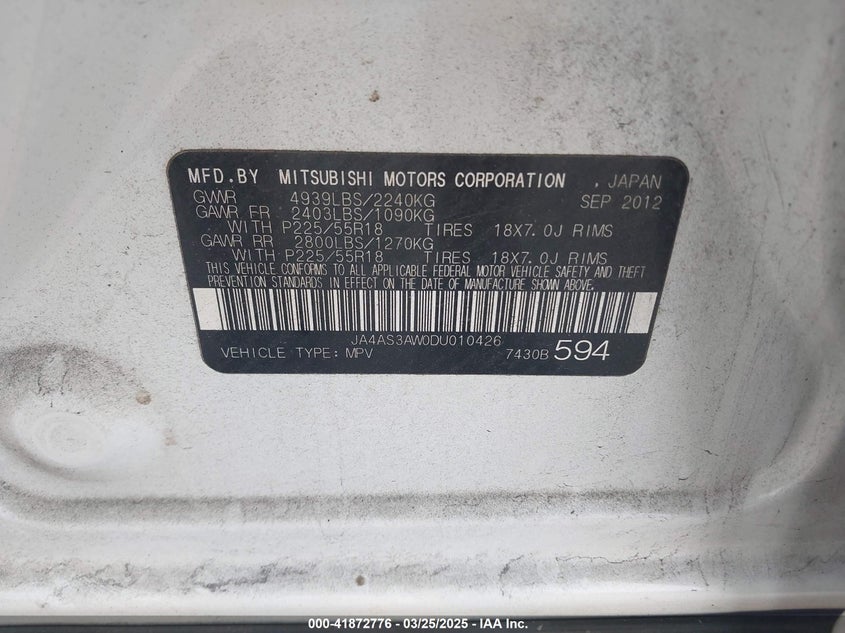 MFD.BY MITSUBISHI MOTORS CORPORATION , JAPAN
GVWR 4939LBS/2240KG SEP 2012
GAWR FR 2403LBS/1090KG
WITH P225/55R18 TIRES 18X7.0J RIMS
GAWR RR 2800LBS/1270KG
WITH P225/55R18 TIRES 18X7.0J RIMS
THIS VEHICLE CONFORMS TO ALL APPLICABLE FEDERAL MOTOR VEHICLE SAFETY AND THEFT
PREVENTION STANDARDS IN EFFECT ON THE DATE OF MANUFACTURE SHOWN ABOVE.
JA4AS3AW0DU010426
VEHICLE TYPE: MPV 7430B 594
000-41872776 - 03/25/2025 - IAA Inc.